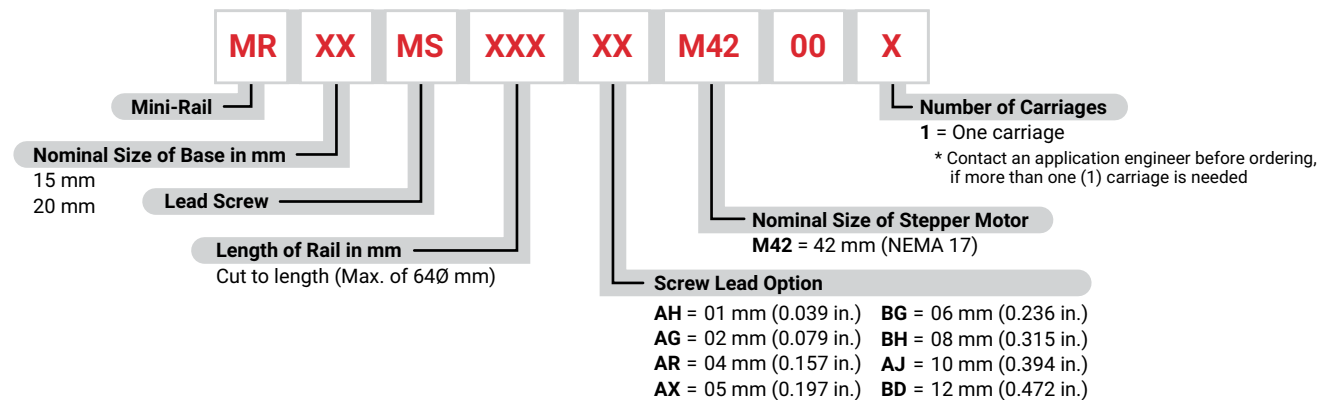 MR XX MS XXX XX M42 00 X
Mini-Rail
Number of Carriages
1 = One carriage
* Contact an application engineer before ordering,
if more than one (1) carriage is needed
Nominal Size of Base in mm
15 mm
20 mm
Lead Screw
Nominal Size of Stepper Motor
M42 = 42 mm (NEMA 17)
Length of Rail in mm
Cut to length (Max. of 64Ø mm)
Screw Lead Option
AH = 01 mm (0.039 in.) BG = 06 mm (0.236 in.)
AG = 02 mm (0.079 in.) BH = 08 mm (0.315 in.)
AR = 04 mm (0.157 in.) AJ = 10 mm (0.394 in.)
AX = 05 mm (0.197 in.) BD = 12 mm (0.472 in.)